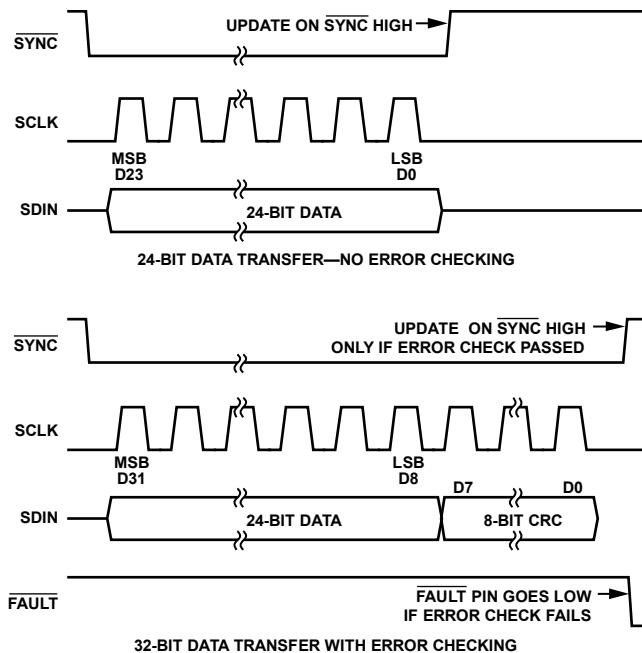 UPDATE ON SYNC HIGH
SYNC
SCLK
MSB
D23
LSB
D0
SDIN
24-BIT DATA
24-BIT DATA TRANSFER—NO ERROR CHECKING
UPDATE ON SYNC HIGH
ONLY IF ERROR CHECK PASSED
SYNC
SCLK
MSB
D31
LSB
D8
D7
D0
SDIN
24-BIT DATA
8-BIT CRC
FAULT
FAULT PIN GOES LOW
IF ERROR CHECK FAILS
32-BIT DATA TRANSFER WITH ERROR CHECKING